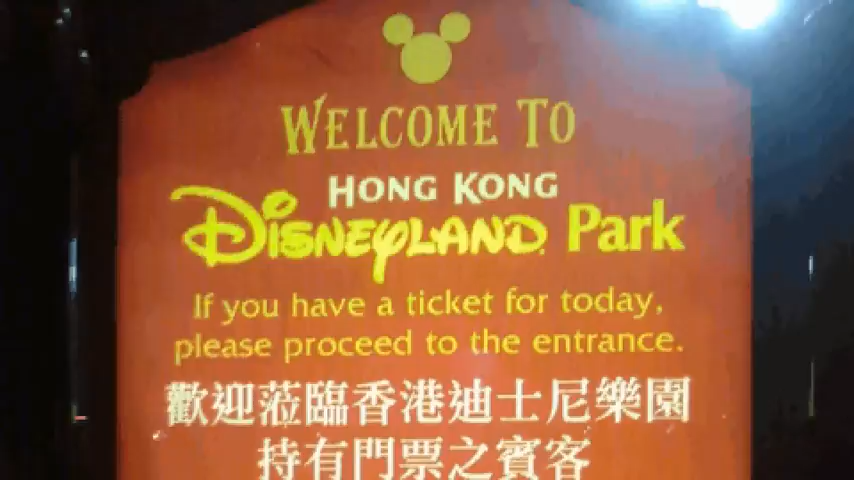 WELCOME TO
HONG KONG
DISNEYLAND Park
If you have a ticket for today,
please proceed to the entrance.
歡迎蒞臨香港迪士尼樂園
持有門票之賓客